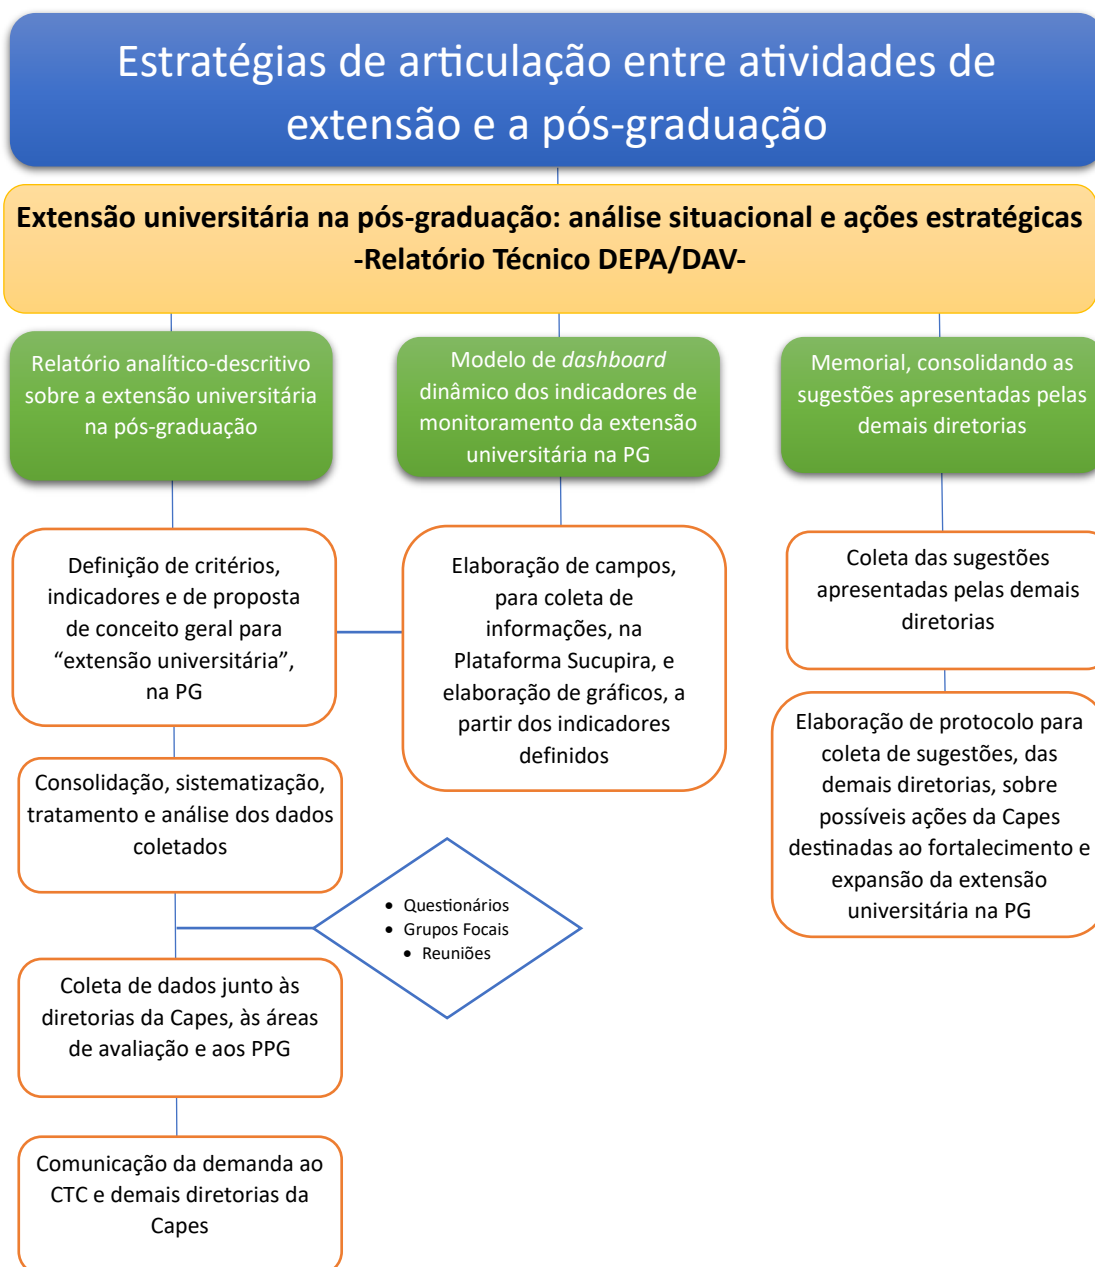 Estratégias de articulação entre atividades de
extensão e a pós-graduação
Extensão universitária na pós-graduação: análise situacional e ações estratégicas
-Relatório Técnico DEPA/DAV-
Relatório analítico-descritivo
sobre a extensão universitária
na pós-graduação
Modelo de dashboard
dinâmico dos indicadores de
monitoramento da extensão
universitária na PG
Memorial, consolidando as
sugestões apresentadas pelas
demais diretorias
Definição de critérios,
indicadores e de proposta
de conceito geral para
“extensão universitária”,
na PG
Elaboração de campos,
para coleta de
informações, na
Plataforma Sucupira, e
elaboração de gráficos, a
partir dos indicadores
definidos
Coleta das sugestões
apresentadas pelas demais
diretorias
Consolidação, sistematização,
tratamento e análise dos dados
coletados
Elaboração de protocolo para
coleta de sugestões, das
demais diretorias, sobre
possíveis ações da Capes
destinadas ao fortalecimento e
expansão da extensão
universitária na PG
• Questionários
• Grupos Focais
• Reuniões
Coleta de dados junto às
diretorias da Capes, às áreas
de avaliação e aos PPG
Comunicação da demanda ao
CTC e demais diretorias da
Capes